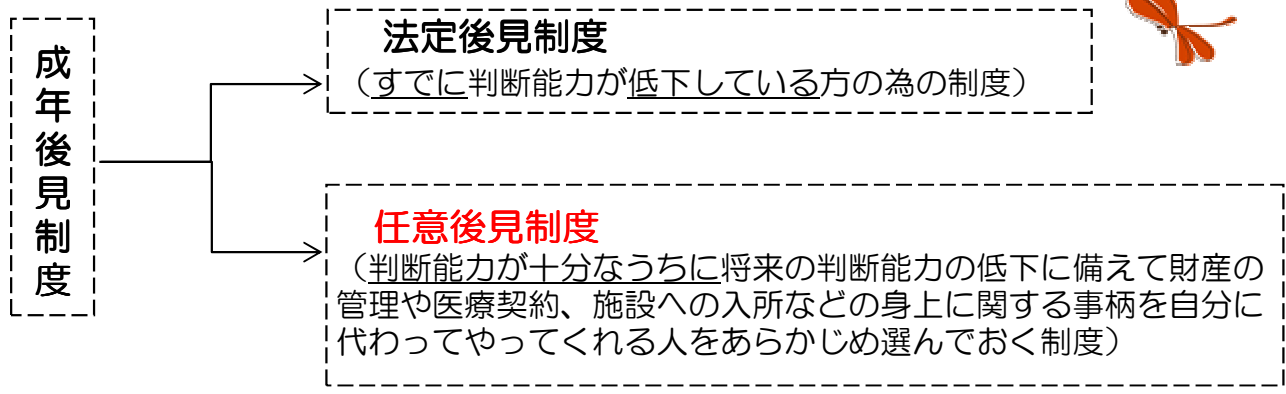 成年後見制度
法定後見制度
（すでに判断能力が低下している方の為の制度）
任意後見制度
（判断能力が十分なうちに将来の判断能力の低下に備えて財産の
管理や医療契約、施設への入所などの身上に関する事柄を自分に
代わってやってくれる人をあらかじめ選んでおく制度）